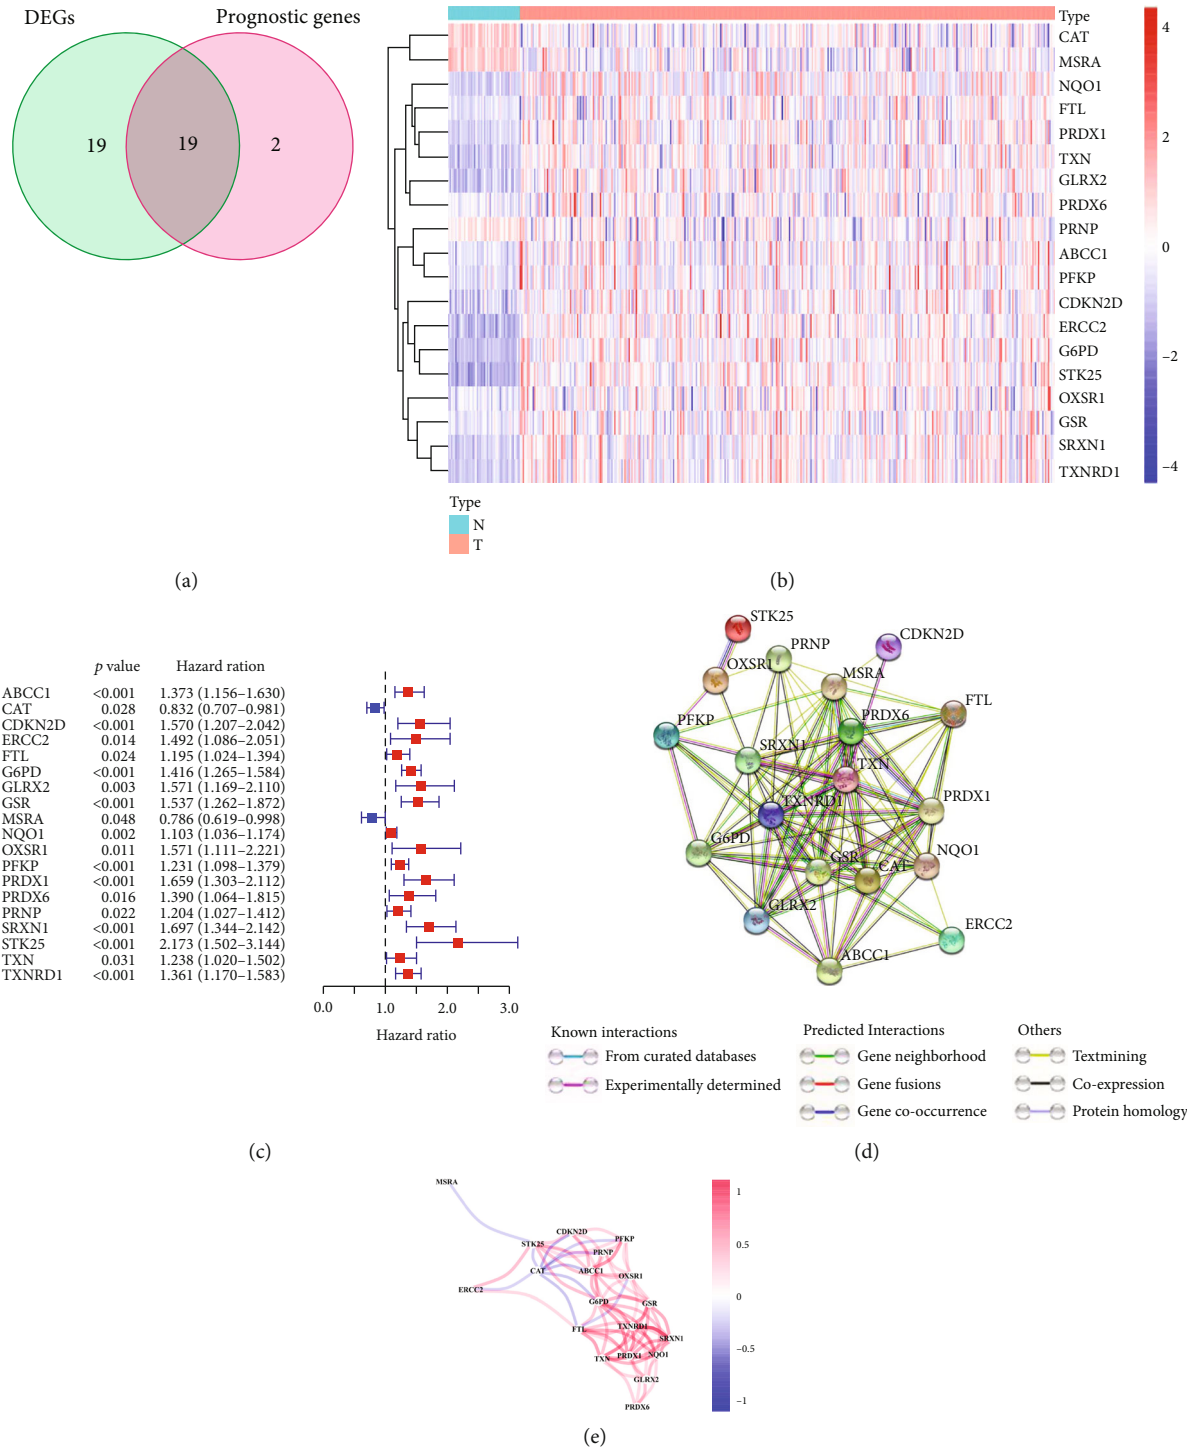 DEGs
Prognostic genes
19
19
2
(a)
Type
CAT
MSRA
NQO1
FTL
PRDX1
TXN
GLRX2
PRDX6
PRNP
ABCC1
PFKP
CDKN2D
ERCC2
G6PD
STK25
OXSR1
GSR
SRXN1
TXNRD1
4
2
0
−2
−4
Type
N
T
(b)
p value Hazard ration
ABCC1 <0.001 1.373 (1.156–1.630)
CAT 0.028 0.832 (0.707–0.981)
CDKN2D <0.001 1.570 (1.207–2.042)
ERCC2 0.014 1.492 (1.086–2.051)
FTL 0.024 1.195 (1.024–1.394)
G6PD <0.001 1.416 (1.265–1.584)
GLRX2 0.003 1.571 (1.169–2.110)
GSR <0.001 1.537 (1.262–1.872)
MSRA 0.048 0.786 (0.619–0.998)
NQO1 0.002 1.103 (1.036–1.174)
OXSR1 0.011 1.571 (1.111–2.221)
PFKP <0.001 1.231 (1.098–1.379)
PRDX1 <0.001 1.659 (1.303–2.112)
PRDX6 0.016 1.390 (1.064–1.815)
PRNP 0.022 1.204 (1.027–1.412)
SRXN1 <0.001 1.697 (1.344–2.142)
STK25 <0.001 2.173 (1.502–3.144)
TXN 0.031 1.238 (1.020–1.502)
TXNRD1 <0.001 1.361 (1.170–1.583)
0.0 1.0 2.0 3.0
Hazard ratio
(c)
STK25
PRNP
CDKN2D
OXSR1
MSRA
FTL
PFKP
PRDX6
SRXN1
TXN
TXNRD1
PRDX1
G6PD
GSR
CAT
NQO1
GLRX2
ERCC2
ABCC1
Known interactions
From curated databases
Experimentally determined
Predicted Interactions
Gene neighborhood
Gene fusions
Gene co-occurrence
Others
Textmining
Co-expression
Protein homology
(d)
MSRA
CDKN2D
STK25
PFKP
PRNP
CAT
ABCC1
OXSR1
ERCC2
G6PD
GSR
FTL
TXNRD1
SRXN1
TXN
PRDX1
NQO1
GLRX2
PRDX6
1
0.5
0
−0.5
−1
(e)